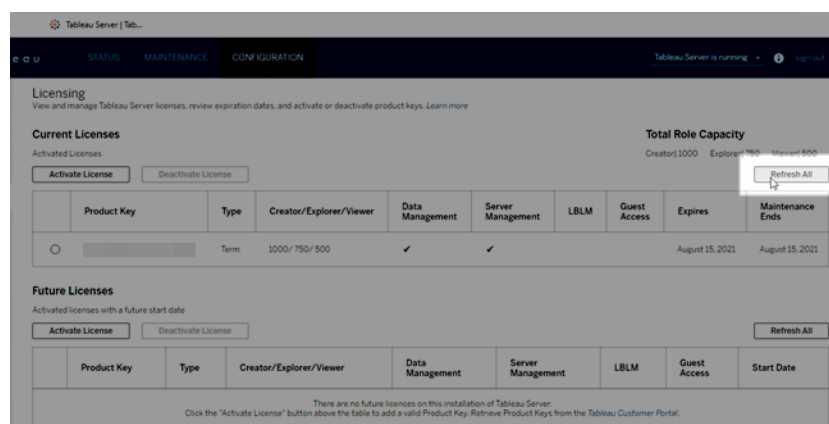 Tableau Server | Tab...
e a u STATUS MAINTENANCE CONFIGURATION Tableau Server is running sign out
Licensing
View and manage Tableau Server licenses, review expiration dates, and activate or deactivate product keys. Learn more
Current Licenses Total Role Capacity
Activated Licenses Creator| 1000 Explorer| 750 Viewer| 500
Activate License Deactivate License Refresh All
Product Key Type Creator/Explorer/Viewer Data Management Server Management LBLM Guest Access Expires Maintenance Ends
Term 1000/ 750/ 500 ✔ ✔ August 15, 2021 August 15, 2021
Future Licenses
Activated licenses with a future start date
Activate License Deactivate License Refresh All
Product Key Type Creator/Explorer/Viewer Data Management Server Management LBLM Guest Access Start Date
There are no future licences on this installation of Tableau Server.
Click the "Activate License" button above the table to add a valid Product Key. Retrieve Product Keys from the Tableau Customer Portal.